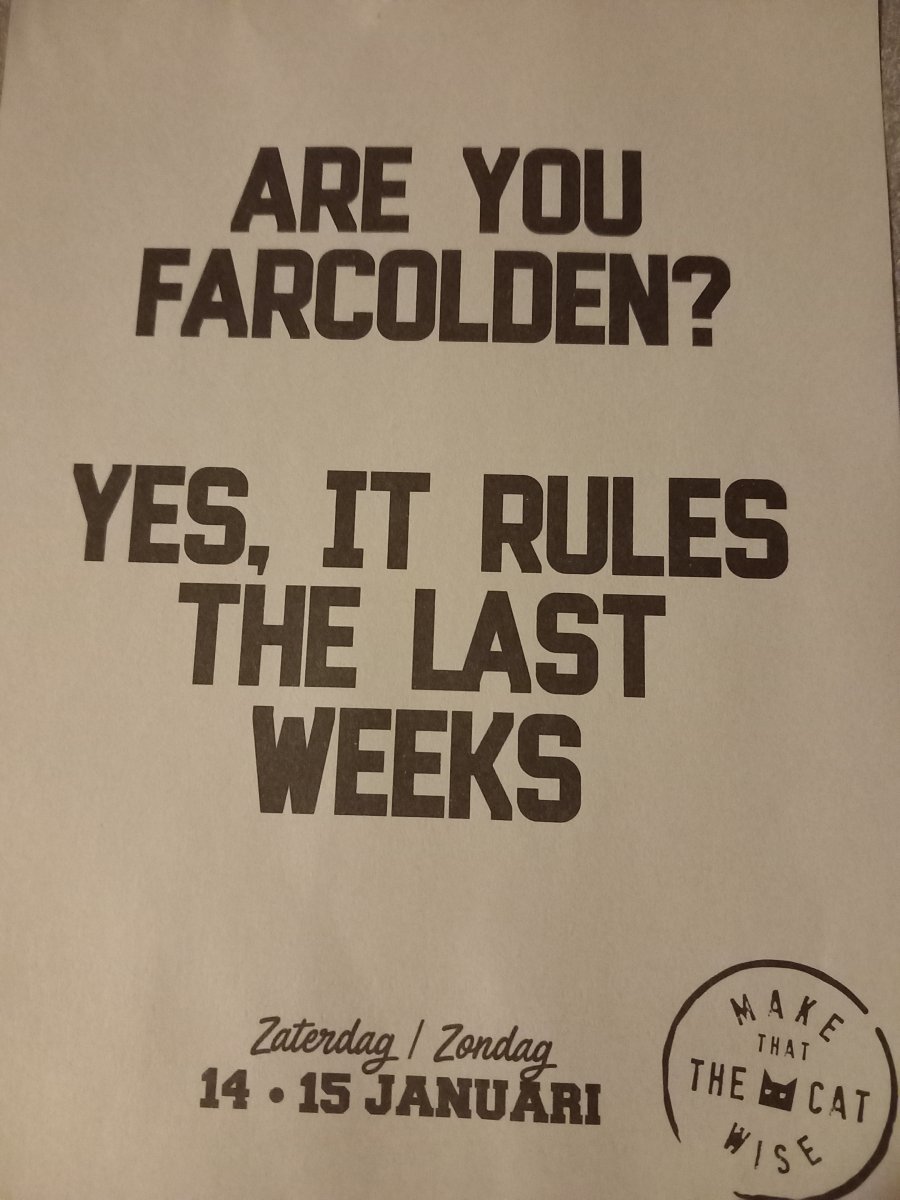 ARE YOU
FARCOLDEN?
YES, IT RULES
THE LAST
WEEKS
Zaterdag / Zondag
14 • 15 JANUARI
MAKE
THAT
THE CAT
WISE